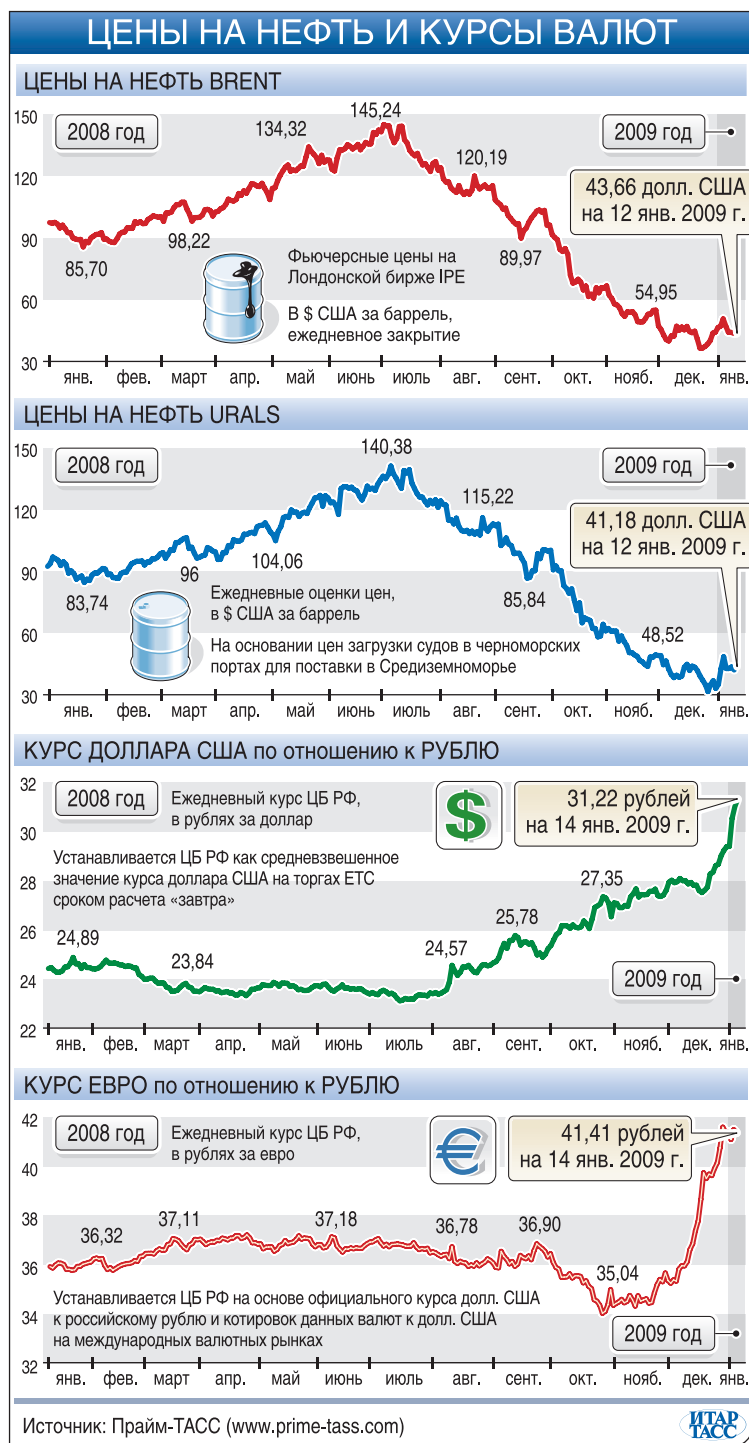 ЦЕНЫ НА НЕФТЬ И КУРСЫ ВАЛЮТ
ЦЕНЫ НА НЕФТЬ BRENT
150
120
90
60
30
2008 год
2009 год
145,24
134,32
120,19
43,66 долл. США
на 12 янв. 2009 г.
98,22
85,70
89,97
54,95
Фьючерсные цены на
Лондонской бирже IPE
В $ США за баррель,
ежедневное закрытие
янв. фев. март апр. май июнь июль авг. сент. окт. нояб. дек. янв.
ЦЕНЫ НА НЕФТЬ URALS
150
120
90
60
30
2008 год
2009 год
140,38
115,22
41,18 долл. США
на 12 янв. 2009 г.
104,06
96
83,74
85,84
48,52
Ежедневные оценки цен,
в $ США за баррель
На основании цен загрузки судов в черноморских
портах для поставки в Средиземноморье
янв. фев. март апр. май июнь июль авг. сент. окт. нояб. дек. янв.
КУРС ДОЛЛАРА США по отношению к РУБЛЮ
32
30
28
26
24
22
2008 год
Ежедневный курс ЦБ РФ,
в рублях за доллар
$
31,22 рублей
на 14 янв. 2009 г.
Устанавливается ЦБ РФ как средневзвешенное
значение курса доллара США на торгах ЕТС
сроком расчета «завтра»
27,35
25,78
24,89
23,84
24,57
2009 год
янв. фев. март апр. май июнь июль авг. сент. окт. нояб. дек. янв.
КУРС ЕВРО по отношению к РУБЛЮ
42
40
38
36
34
32
2008 год
Ежедневный курс ЦБ РФ,
в рублях за евро
€
41,41 рублей
на 14 янв. 2009 г.
36,32
37,11
37,18
36,78
36,90
35,04
Устанавливается ЦБ РФ на основе официального курса долл. США
к российскому рублю и котировок данных валют к долл. США
на международных валютных рынках
2009 год
янв. фев. март апр. май июнь июль авг. сент. окт. нояб. дек. янв.
Источник: Прайм-ТАСС (www.prime-tass.com)
ИТАР
ТАСС